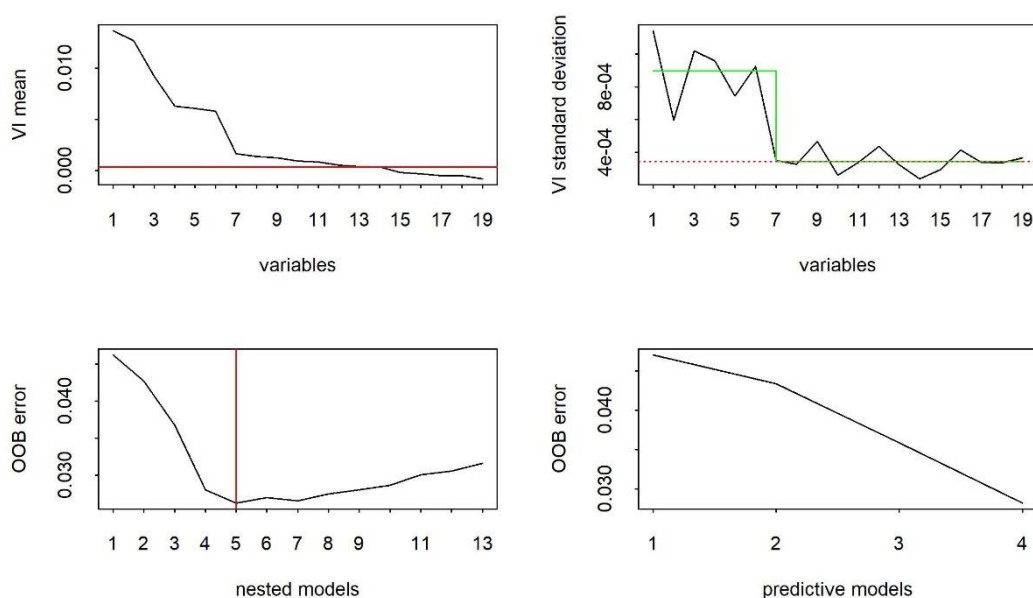 VI mean
0.010
0.000
1 3 5 7 9 11 13 15 17 19
variables
VI standard deviation
8e-04
4e-04
1 3 5 7 9 11 13 15 17 19
variables
OOB error
0.040
0.030
1 2 3 4 5 6 7 8 9 11 13
nested models
OOB error
0.040
0.030
1 2 3 4
predictive models